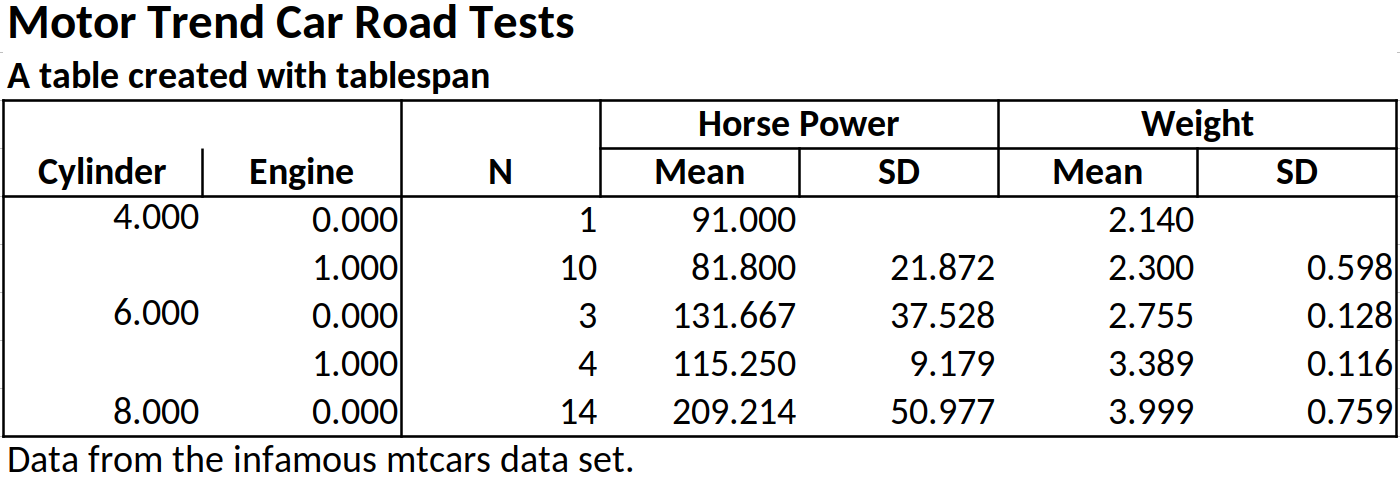 Motor Trend Car Road Tests
A table created with tablespan
Horse Power Weight
Cylinder Engine N Mean SD Mean SD
4.000 0.000 1 91.000 2.140
1.000 10 81.800 21.872 2.300 0.598
6.000 0.000 3 131.667 37.528 2.755 0.128
1.000 4 115.250 9.179 3.389 0.116
8.000 0.000 14 209.214 50.977 3.999 0.759
Data from the infamous mtcars data set.